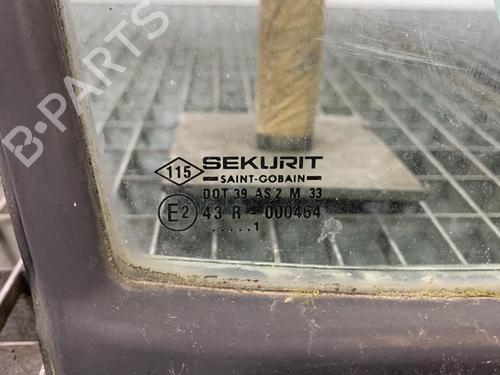 B-PARTS
115 SEKURIT
SAINT-GOBAIN
DOT 39 AS2 M 33
E2 43 R - 000464
.....1